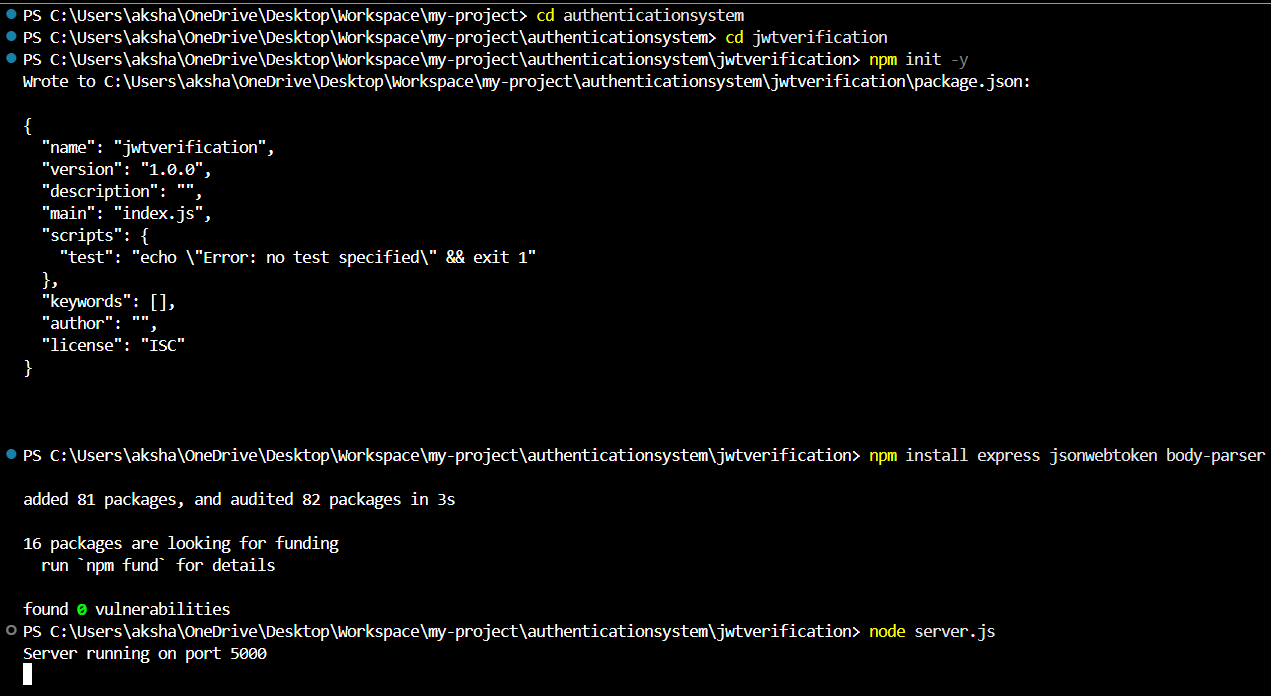 PS C:\Users\aksha\OneDrive\Desktop\Workspace\my-project> cd authenticationsystem
PS C:\Users\aksha\OneDrive\Desktop\Workspace\my-project\authenticationsystem> cd jwtverification
PS C:\Users\aksha\OneDrive\Desktop\Workspace\my-project\authenticationsystem\jwtverification> npm init -y
Wrote to C:\Users\aksha\OneDrive\Desktop\Workspace\my-project\authenticationsystem\jwtverification\package.json:
{
  "name": "jwtverification",
  "version": "1.0.0",
  "description": "",
  "main": "index.js",
  "scripts": {
    "test": "echo \"Error: no test specified\" && exit 1"
  },
  "keywords": [],
  "author": "",
  "license": "ISC"
}
PS C:\Users\aksha\OneDrive\Desktop\Workspace\my-project\authenticationsystem\jwtverification> npm install express jsonwebtoken body-parser
added 81 packages, and audited 82 packages in 3s
16 packages are looking for funding
  run `npm fund` for details
found 0 vulnerabilities
PS C:\Users\aksha\OneDrive\Desktop\Workspace\my-project\authenticationsystem\jwtverification> node server.js
Server running on port 5000